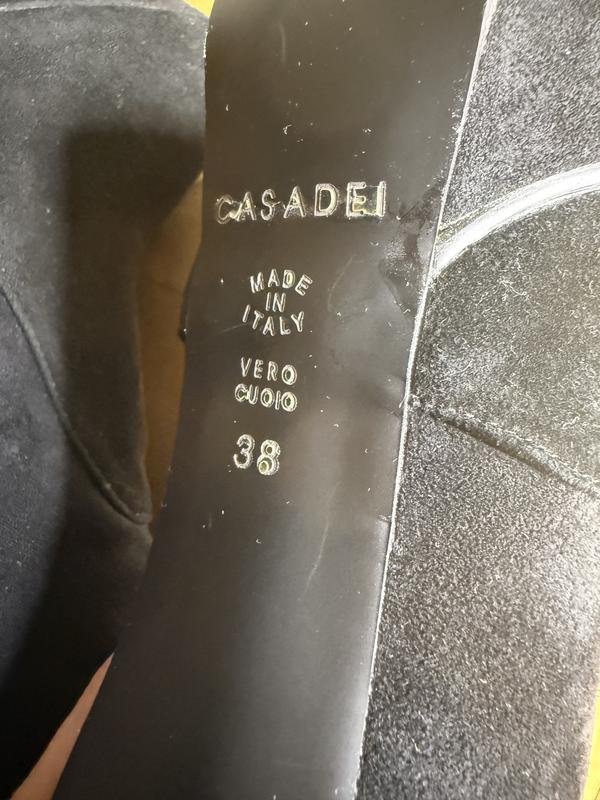 CASADEI
MADE
IN
ITALY
VERO
CUOIO
38